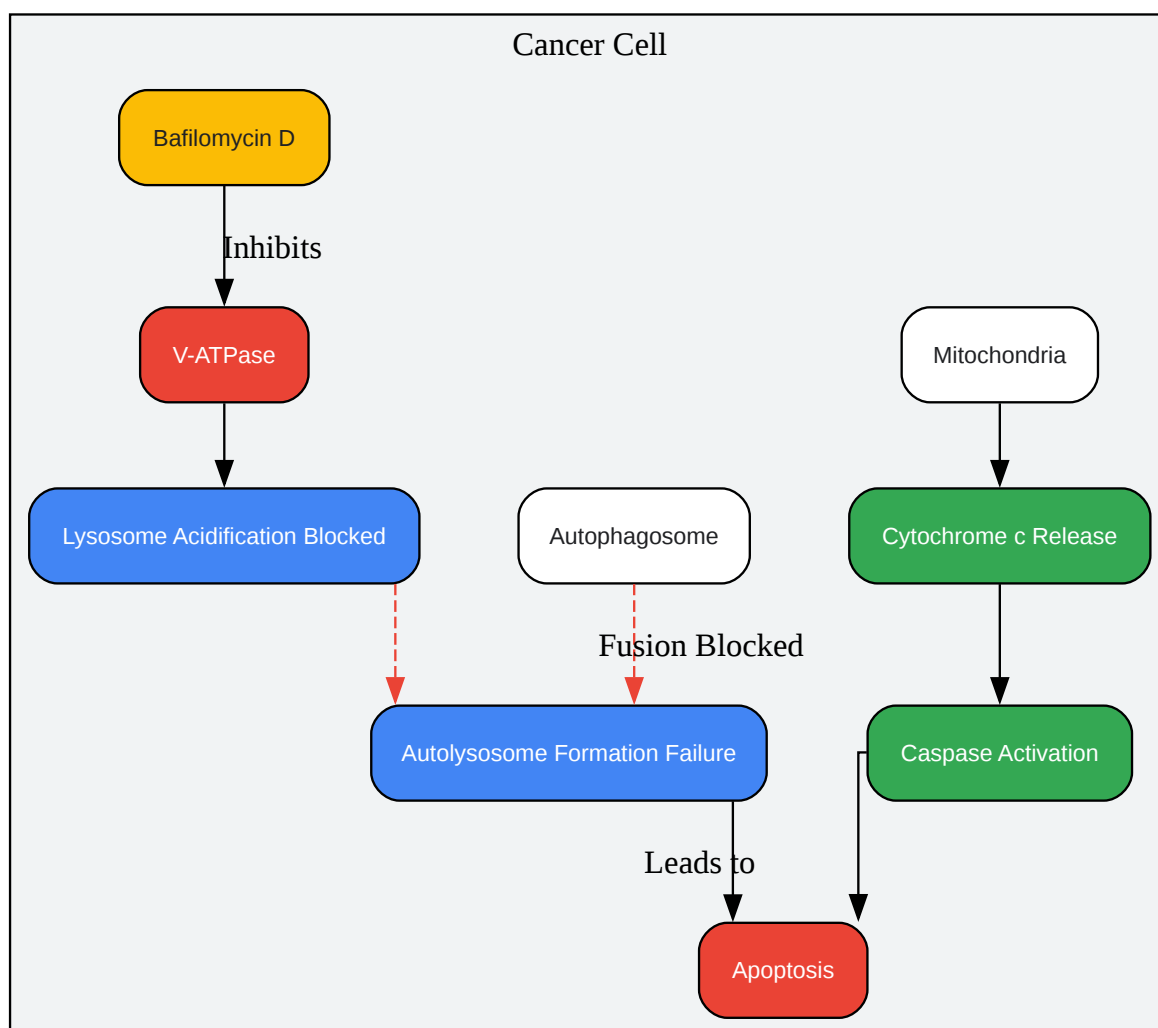 Cancer Cell
Bafilomycin D
Inhibits
V-ATPase
Mitochondria
Lysosome Acidification Blocked
Autophagosome
Cytochrome c Release
Fusion Blocked
Autolysosome Formation Failure
Caspase Activation
Leads to
Apoptosis